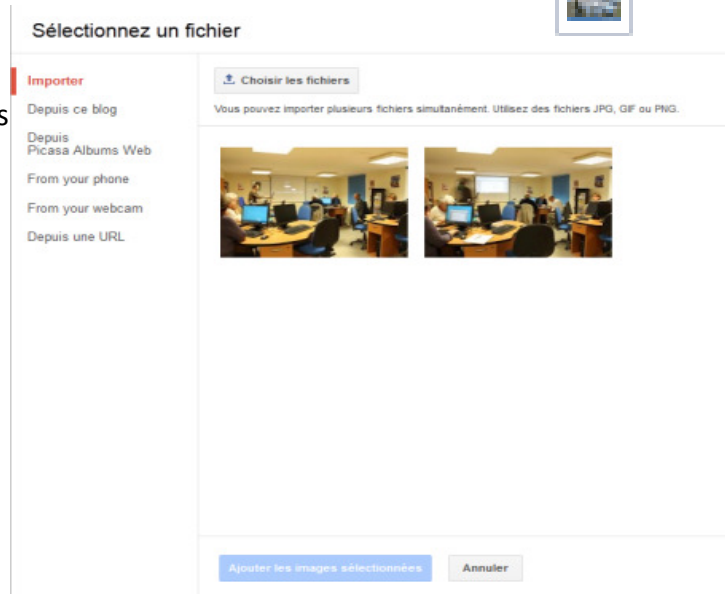 Sélectionnez un fichier
Importer
Depuis ce blog
s
Depuis
Picasa Albums Web
From your phone
From your webcam
Depuis une URL
Choisir les fichiers
Vous pouvez importer plusieurs fichiers simultanément. Utilisez des fichiers JPG, GIF ou PNG.
Ajouter les images sélectionnées
Annuler